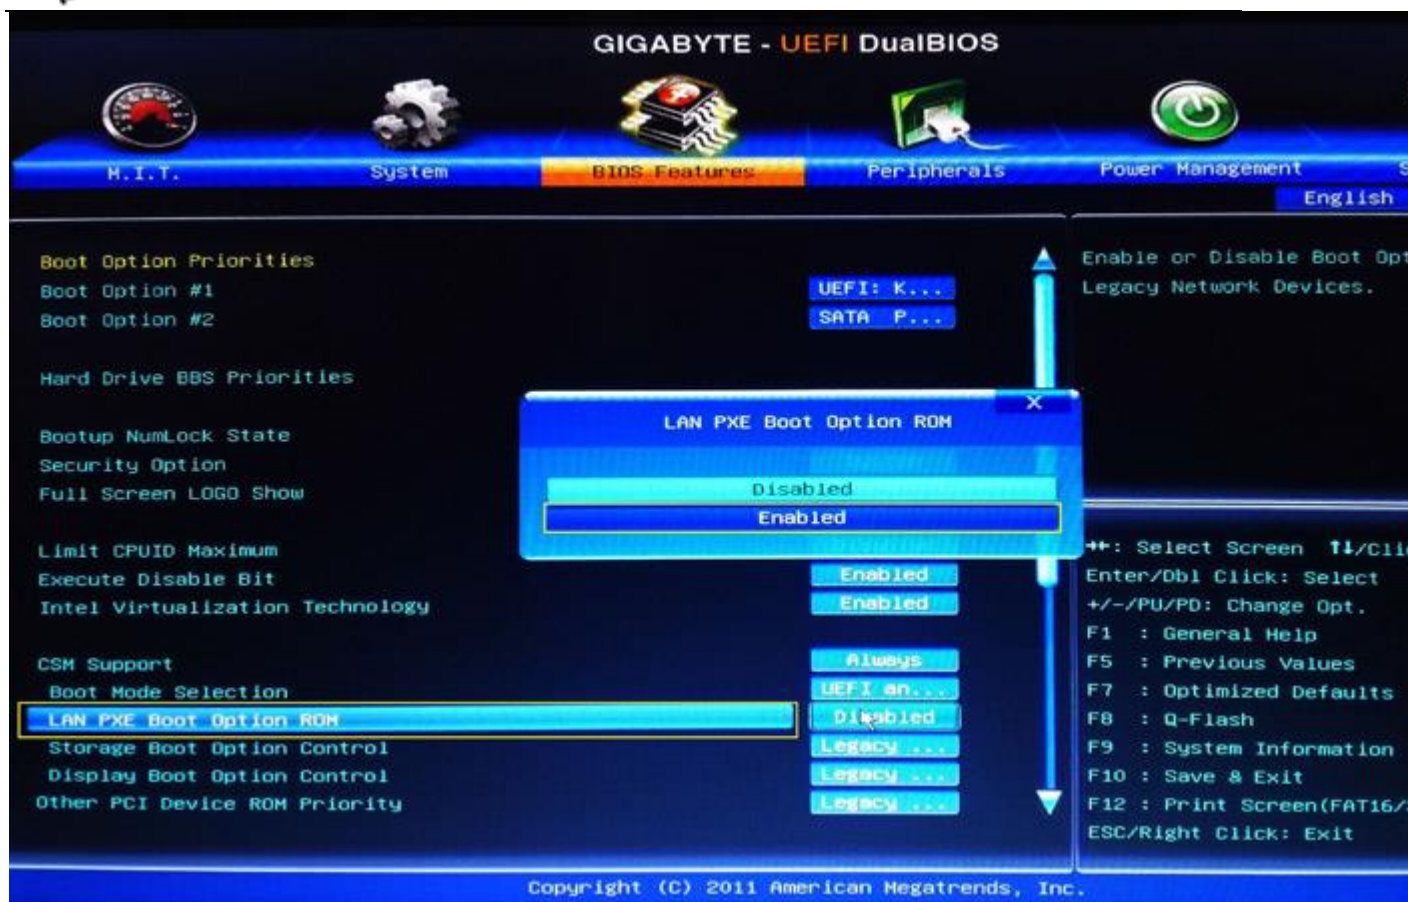 GIGABYTE - UEFI DualBIOS
M.I.T. System BIOS Features Peripherals Power Management
English
Boot Option Priorities
Boot Option #1 UEFI: K...
Boot Option #2 SATA P...
Hard Drive BBS Priorities
Bootup NumLock State
Security Option
Full Screen LOGO Show
Limit CPUID Maximum
Execute Disable Bit Enabled
Intel Virtualization Technology Enabled
CSM Support Always
Boot Mode Selection UEFI an...
LAN PXE Boot Option ROM Disabled
Storage Boot Option Control Legacy ...
Display Boot Option Control Legacy ...
Other PCI Device ROM Priority Legacy ...
LAN PXE Boot Option ROM X
Disabled
Enabled
Enable or Disable Boot Opt
Legacy Network Devices.
→←: Select Screen ↑↓/Clic
Enter/Dbl Click: Select
+/-/PU/PD: Change Opt.
F1 : General Help
F5 : Previous Values
F7 : Optimized Defaults
F8 : Q-Flash
F9 : System Information
F10 : Save & Exit
F12 : Print Screen(FAT16/
ESC/Right Click: Exit
Copyright (C) 2011 American Megatrends, Inc.